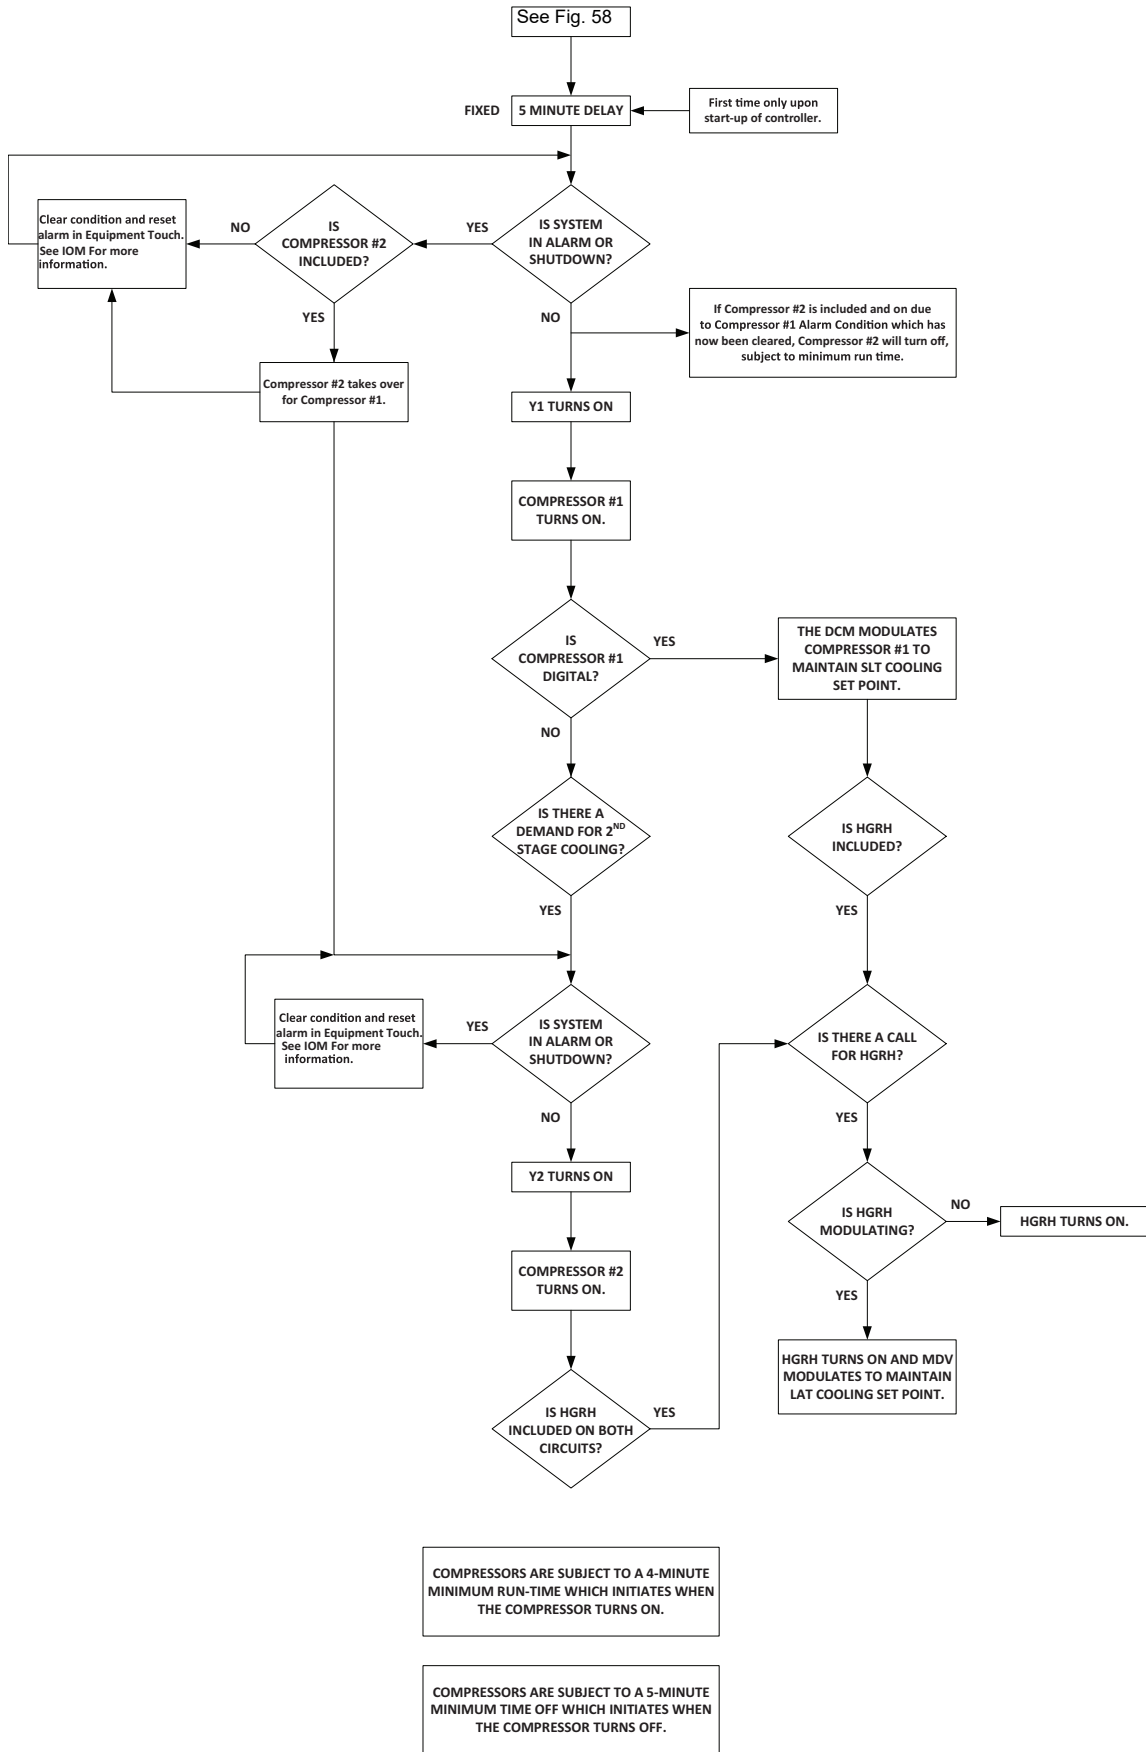 See Fig. 58
FIXED
5 MINUTE DELAY
First time only upon
start-up of controller.
Clear condition and reset
alarm in Equipment Touch.
See IOM For more
information.
NO
IS
COMPRESSOR #2
INCLUDED?
YES
IS SYSTEM
IN ALARM OR
SHUTDOWN?
YES
NO
If Compressor #2 is included and on due
to Compressor #1 Alarm Condition which has
now been cleared, Compressor #2 will turn off,
subject to minimum run time.
Compressor #2 takes over
for Compressor #1.
Y1 TURNS ON
COMPRESSOR #1
TURNS ON.
IS
COMPRESSOR #1
DIGITAL?
YES
THE DCM MODULATES
COMPRESSOR #1 TO
MAINTAIN SLT COOLING
SET POINT.
NO
IS THERE A
DEMAND FOR 2ND
STAGE COOLING?
IS HGRH
INCLUDED?
YES
YES
Clear condition and reset
alarm in Equipment Touch.
See IOM For more
information.
YES
IS SYSTEM
IN ALARM OR
SHUTDOWN?
IS THERE A CALL
FOR HGRH?
NO
YES
Y2 TURNS ON
IS HGRH
MODULATING?
NO
HGRH TURNS ON.
COMPRESSOR #2
TURNS ON.
YES
HGRH TURNS ON AND MDV
MODULATES TO MAINTAIN
LAT COOLING SET POINT.
IS HGRH
INCLUDED ON BOTH
CIRCUITS?
YES
COMPRESSORS ARE SUBJECT TO A 4-MINUTE
MINIMUM RUN-TIME WHICH INITIATES WHEN
THE COMPRESSOR TURNS ON.
COMPRESSORS ARE SUBJECT TO A 5-MINUTE
MINIMUM TIME OFF WHICH INITIATES WHEN
THE COMPRESSOR TURNS OFF.